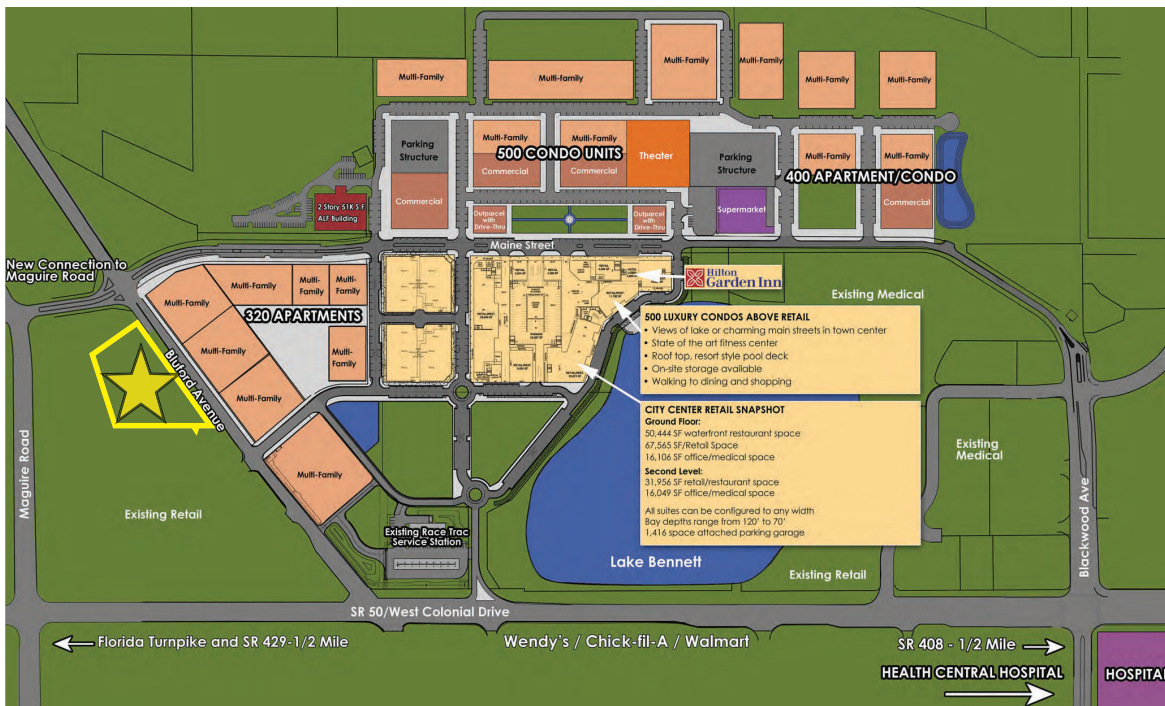 Multi-Family
Multi-Family
Multi-Family
Multi-Family
Multi-Family
Multi-Family
Parking
Structure
Commercial
Multi-Family
Commercial
Multi-Family
Commercial
500 CONDO UNITS
Theater
Parking
Structure
Supermarket
Multi-Family
Multi-Family
Commercial
400 APARTMENT/CONDO
2 Story 51K S.F
ALF Building
Outparcel
with
Drive-Thru
Outparcel
with
Drive-Thru
Maine Street
New Connection to
Maguire Road
Hilton
Garden Inn
Existing Medical
Multi-Family
Multi-Family
Multi-
Family
Multi-
Family
320 APARTMENTS
Multi-Family
Multi-
Family
Multi-Family
Multi-Family
Bluford Avenue
Maguire Road
500 LUXURY CONDOS ABOVE RETAIL
• Views of lake or charming main streets in town center
• State of the art fitness center
• Roof top, resort style pool deck
• On-site storage available
• Walking to dining and shopping
CITY CENTER RETAIL SNAPSHOT
Ground Floor:
50,444 SF waterfront restaurant space
67,565 SF/Retail Space
16,106 SF office/medical space
Second Level:
31,956 SF retail/restaurant space
16,049 SF office/medical space
All suites can be configured to any width
Bay depths range from 120' to 70'
1,416 space attached parking garage
Existing
Medical
Existing Retail
Existing Race Trac
Service Station
Lake Bennett
Existing Retail
Blackwood Ave
SR 50/West Colonial Drive
Florida Turnpike and SR 429-1/2 Mile
Wendy's / Chick-fil-A / Walmart
SR 408 - 1/2 Mile
HEALTH CENTRAL HOSPITAL
HOSPITAL